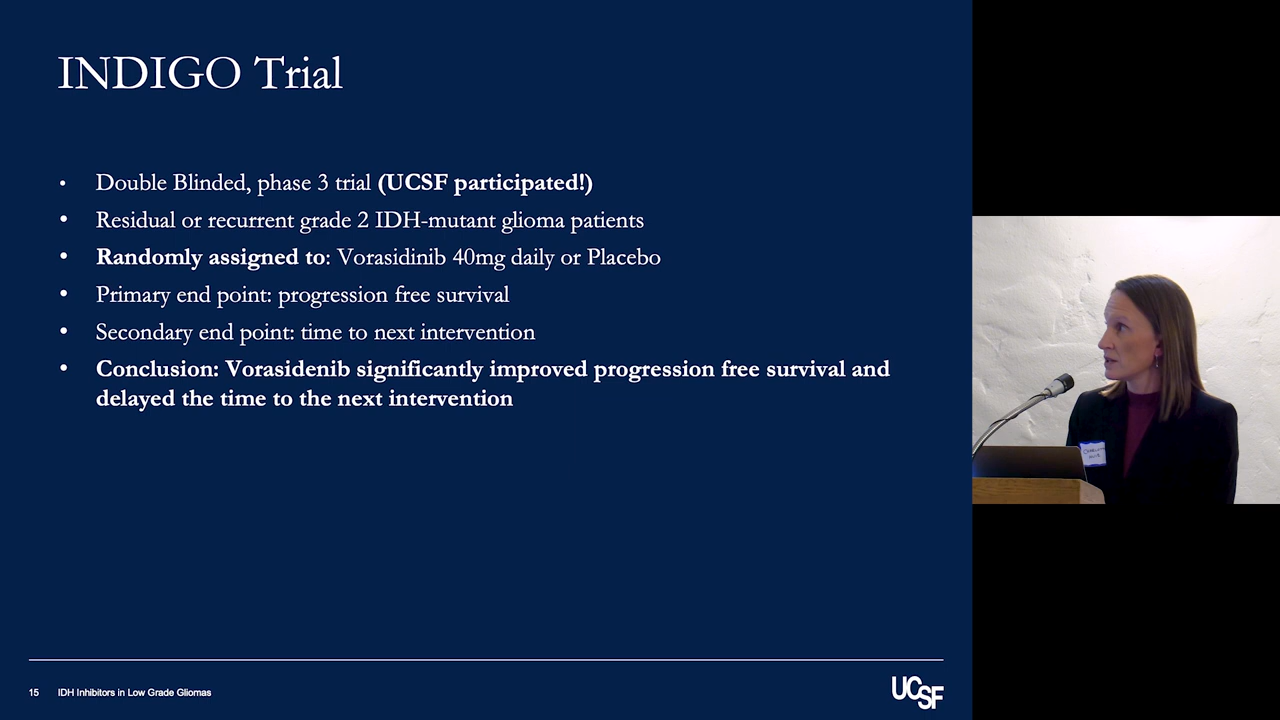 INDIGO Trial
• Double Blinded, phase 3 trial (UCSF participated!)
• Residual or recurrent grade 2 IDH-mutant glioma patients
• Randomly assigned to: Vorasidinib 40mg daily or Placebo
• Primary end point: progression free survival
• Secondary end point: time to next intervention
• Conclusion: Vorasidenib significantly improved progression free survival and
delayed the time to the next intervention
15 IDH Inhibitors in Low Grade Gliomas
UCSF